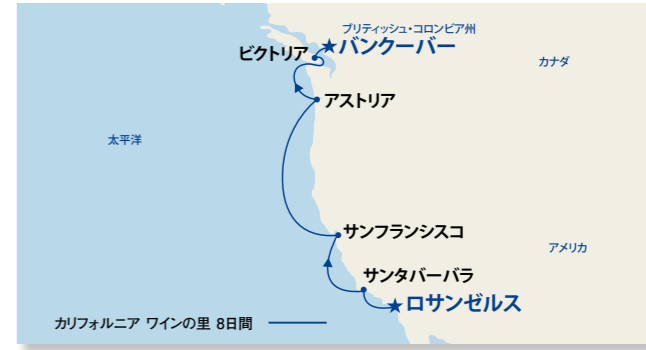 ブリティッシュ・コロンビア州
★バンクーバー
ビクトリア
カナダ
アストリア
太平洋
サンフランシスコ
アメリカ
サンタバーバラ
★ロサンゼルス
カリフォルニア ワインの里 8日間